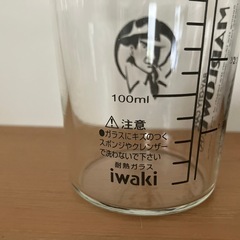 100ml
⚠注意
●ガラスにキズのつく
スポンジやクレンザー
で洗わないで下さい
耐熱ガラス
iwaki